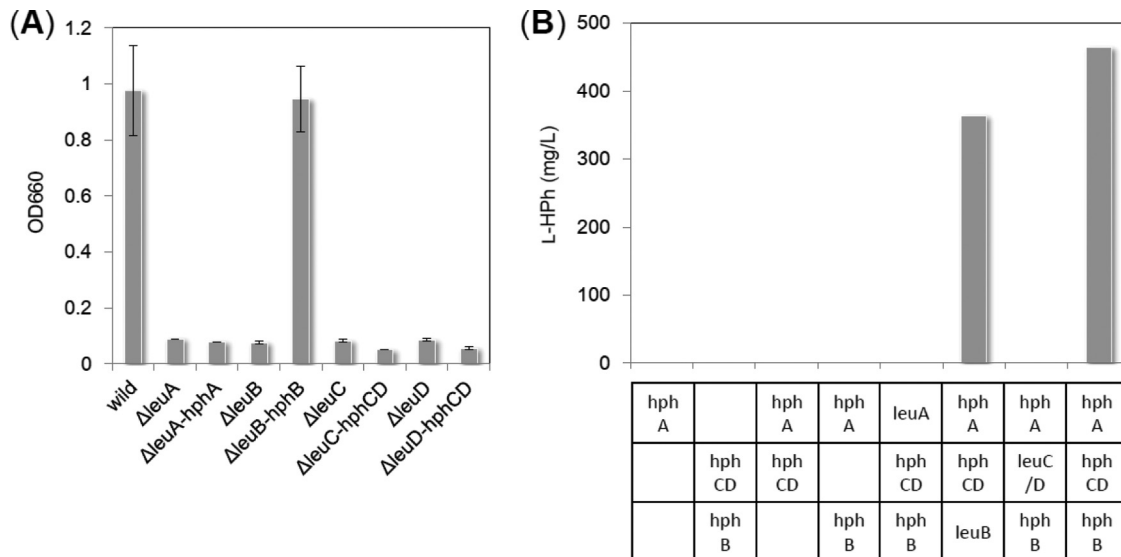 (A)
1.2
1
0.8
0.6
0.4
0.2
0
OD660
wild
ΔleuA
ΔleuA-hphA
ΔleuB
ΔleuB-hphB
ΔleuC
ΔleuC-hphCD
ΔleuD
ΔleuD-hphCD
(B)
500
400
300
200
100
0
L-HPh (mg/L)
hph hph hph leuA hph hph hph
A A A A A A
hph hph hph hph leuC hph
CD CD CD CD /D CD
hph hph hph leuB hph hph
B B B B B